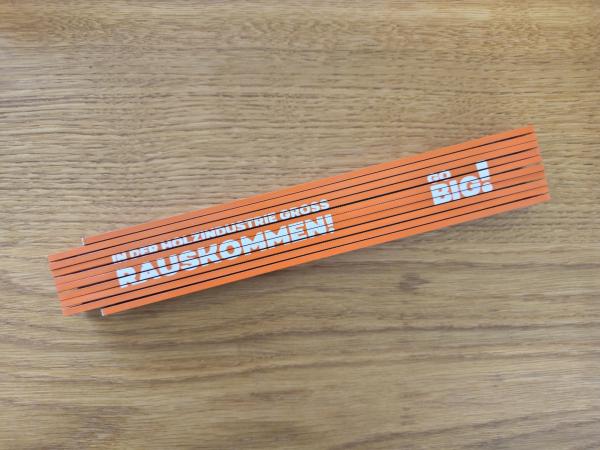 IN DER HOLZINDUSTRIE GROSS
RAUSKOMMEN!
GO
BIG!